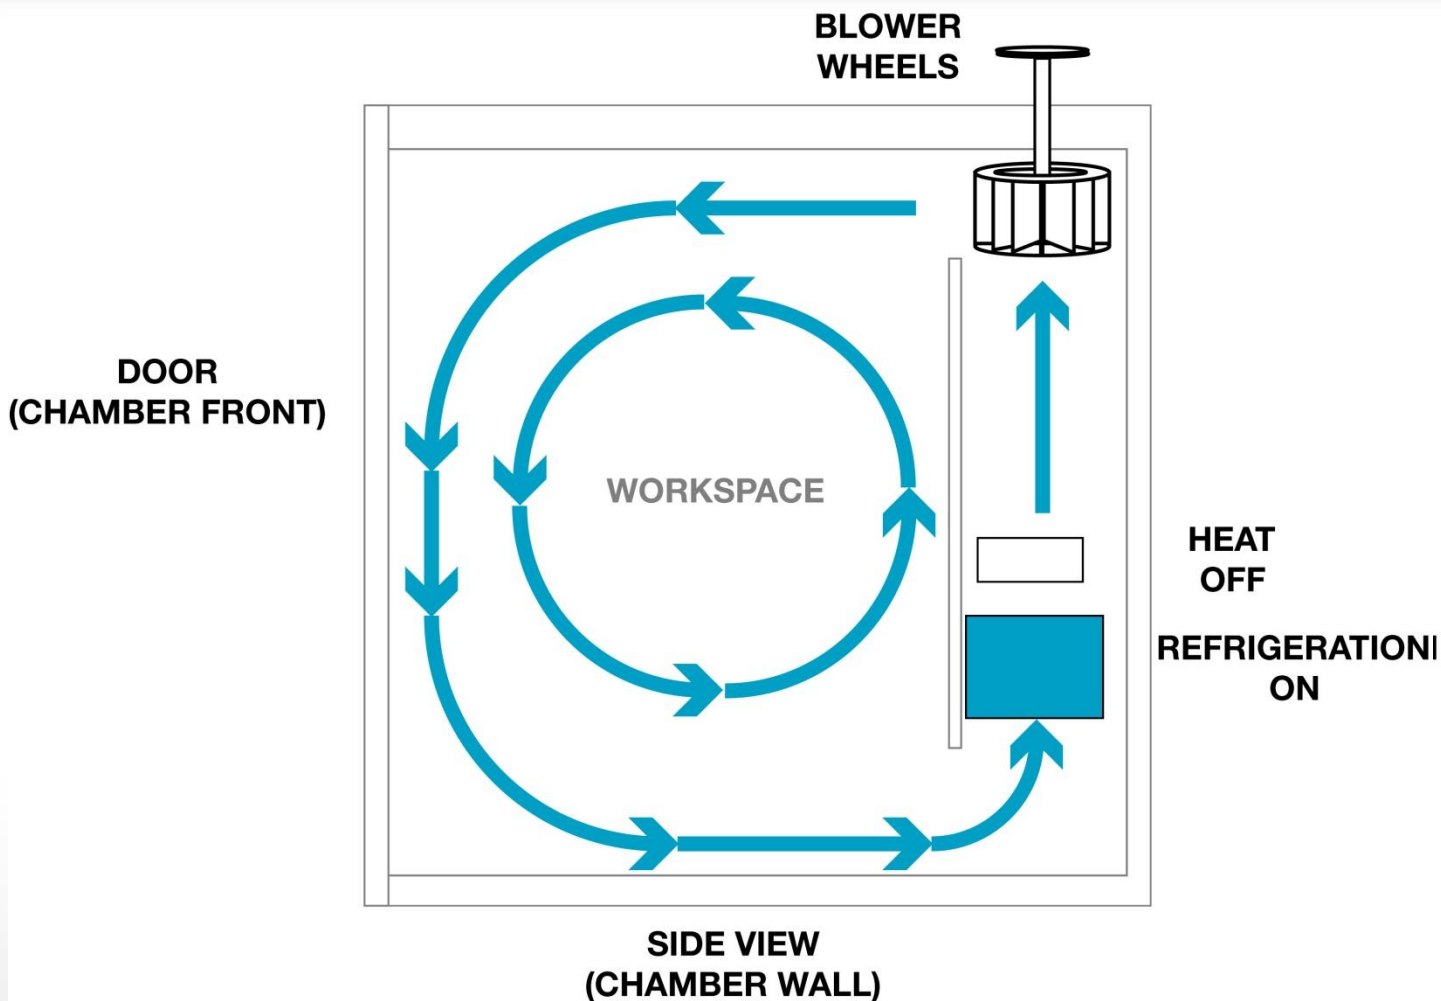 BLOWER
WHEELS
DOOR
(CHAMBER FRONT)
WORKSPACE
HEAT
OFF
REFRIGERATION
ON
SIDE VIEW
(CHAMBER WALL)